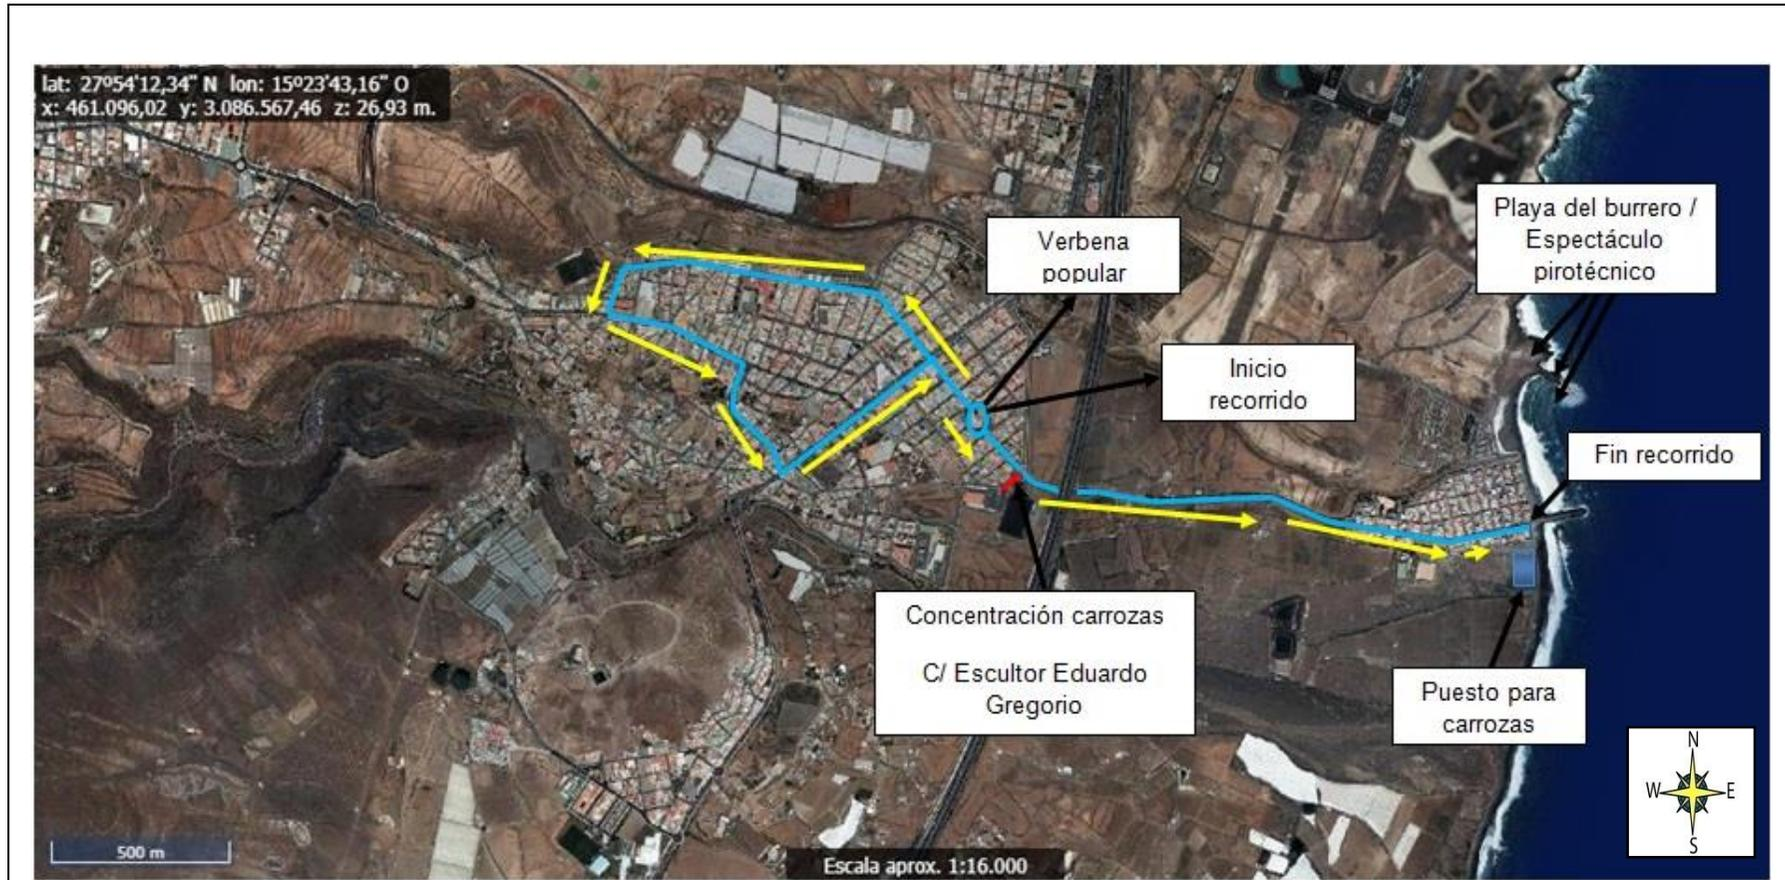 lat: 27º54'12,34" N lon: 15º23'43,16" O
x: 461.096,02 y: 3.086.567,46 z: 26,93 m.
Playa del burrero /
Espectáculo
pirotécnico
Verbena
popular
Inicio
recorrido
Fin recorrido
Concentración carrozas
C/ Escultor Eduardo
Gregorio
Puesto para
carrozas
N
W E
S
500 m
Escala aprox. 1:16.000